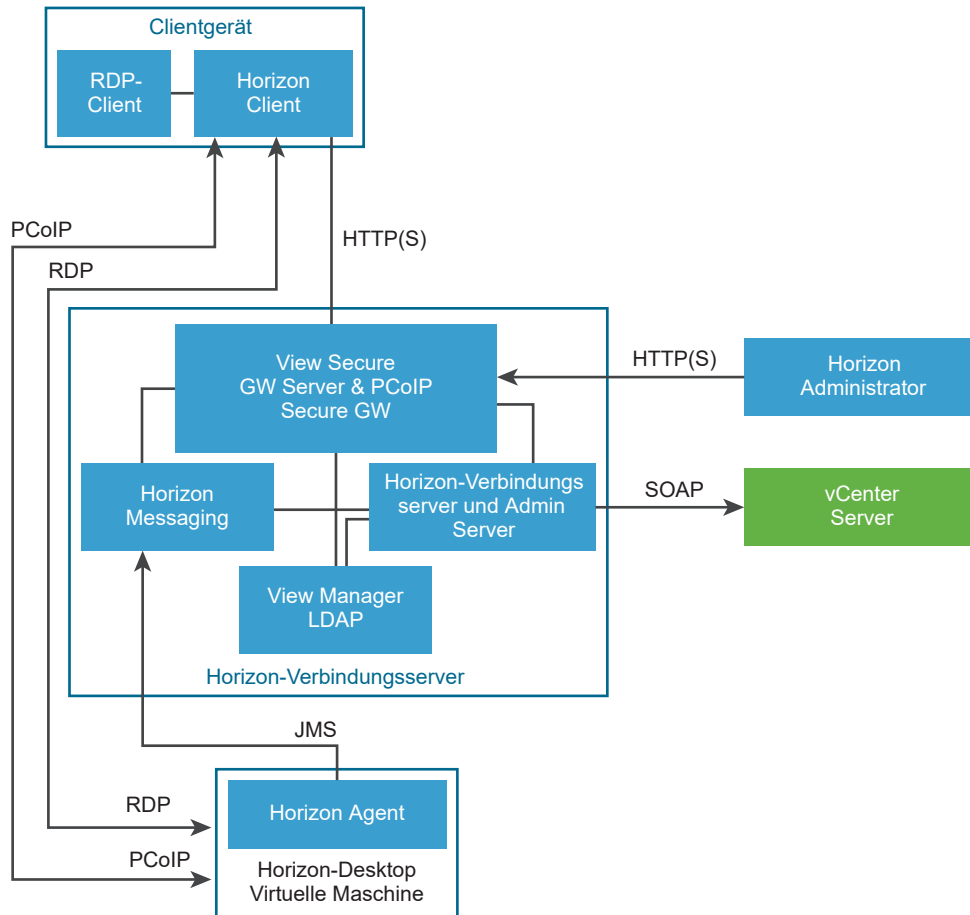 Clientgerät
RDP-
Client
Horizon
Client
PCoIP
HTTP(S)
RDP
View Secure
GW Server & PCoIP
Secure GW
HTTP(S)
Horizon
Administrator
Horizon
Messaging
Horizon-Verbindungs
server und Admin
Server
SOAP
vCenter
Server
View Manager
LDAP
Horizon-Verbindungsserver
JMS
RDP
Horizon Agent
PCoIP
Horizon-Desktop
Virtuelle Maschine